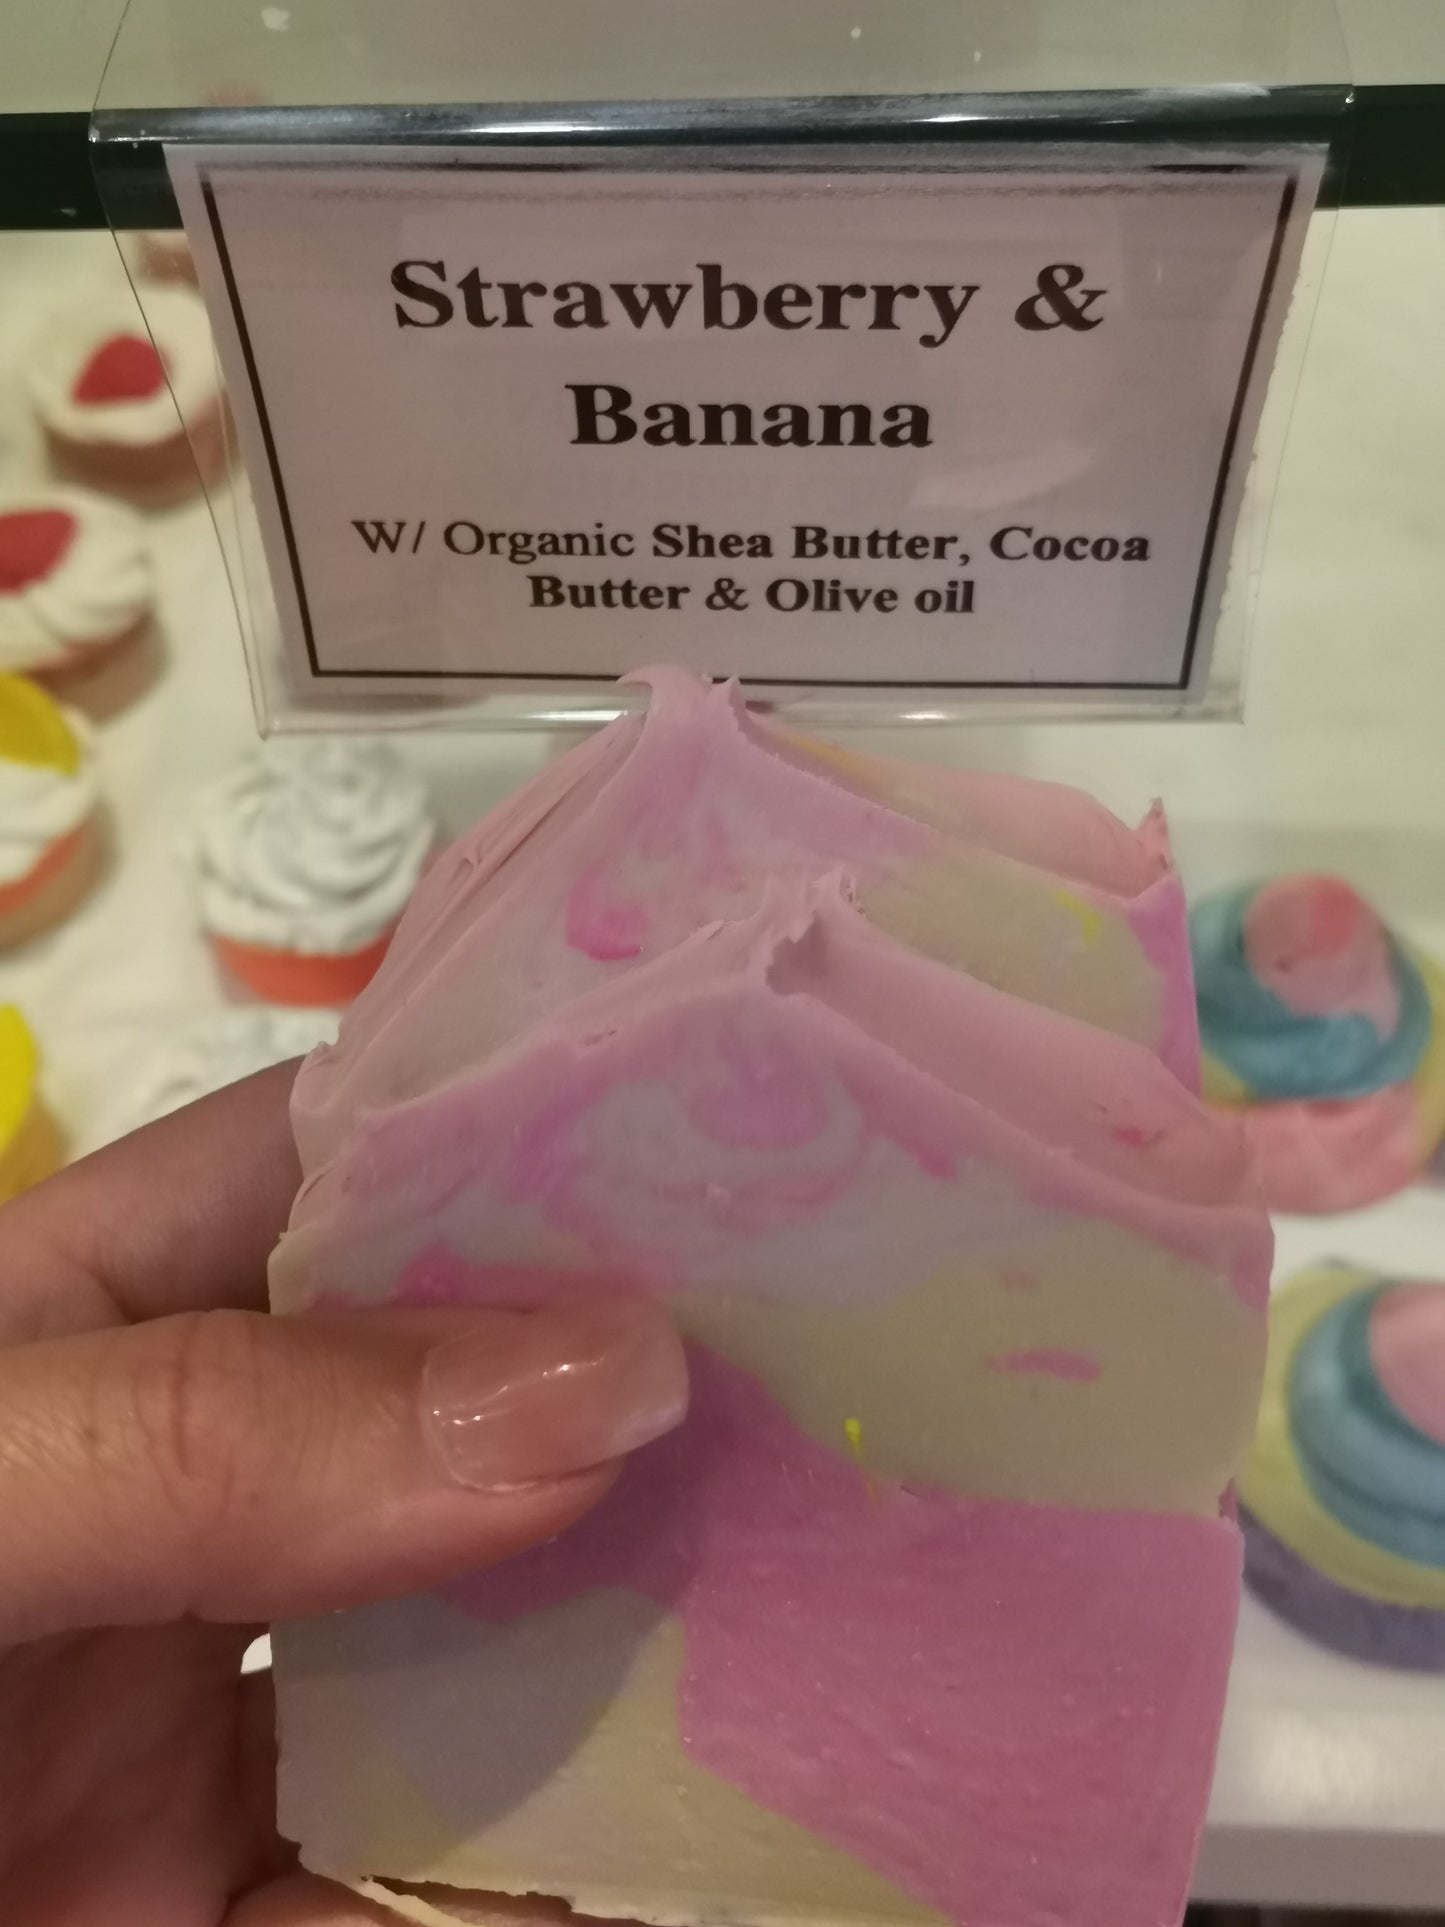 Strawberry &
Banana
W/ Organic Shea Butter, Cocoa
Butter & Olive oil